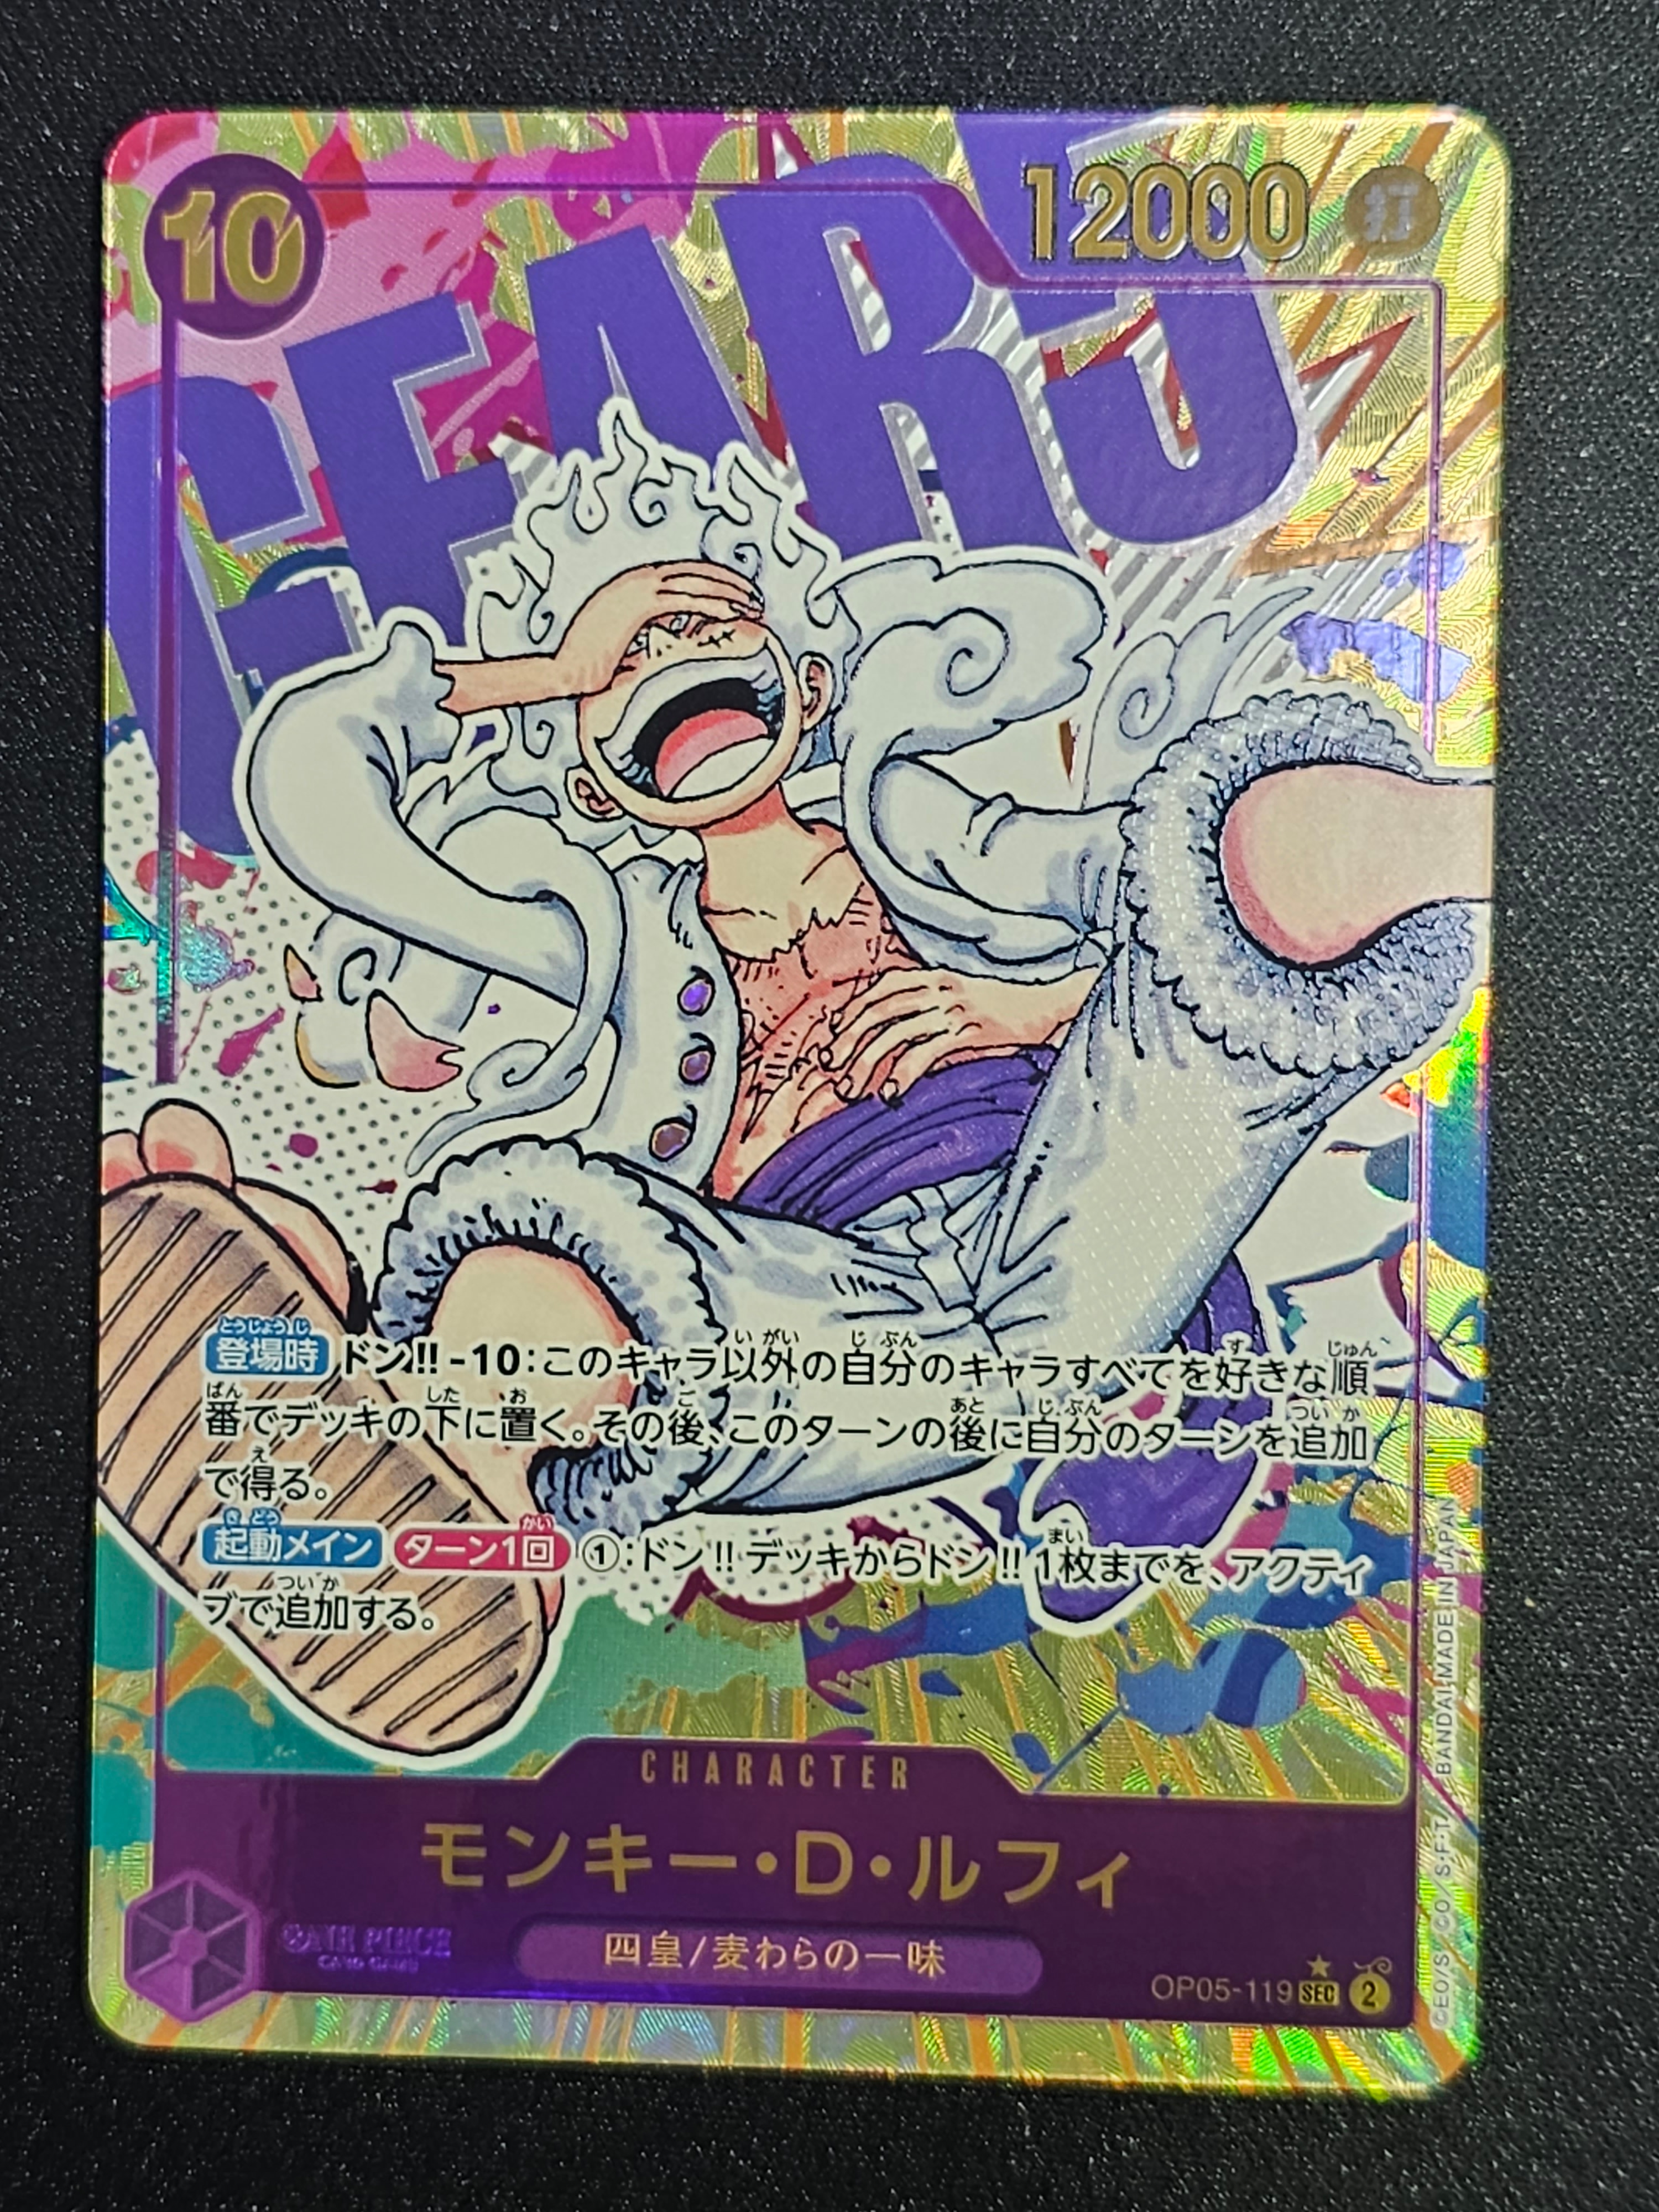 10
12000 打
GEAR5
登場時 ドン!! -10:このキャラ以外の自分のキャラすべてを好きな順
番でデッキの下に置く。その後、このターンの後に自分のターンを追加
で得る。
起動メイン ターン1回 ①:ドン!!デッキからドン!!1枚までを、アクティ
ブで追加する。
CHARACTER
モンキー・D・ルフィ
四皇/麦わらの一味
ONE PIECE
CARD GAME
OP05-119 SEC 2
©E.O./S.CO./S.F.T. BANDAI MADE IN JAPAN